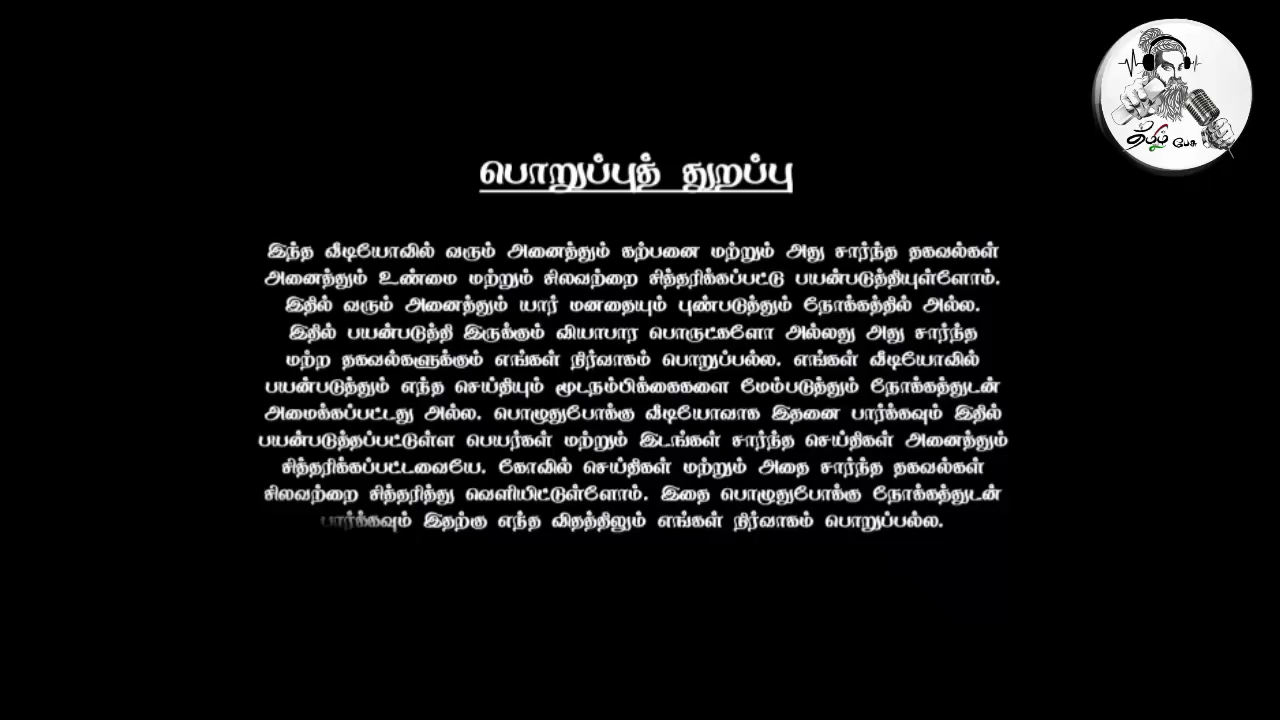 தமிழ் பேசு
பொறுப்புத் துறப்பு
இந்த வீடியோவில் வரும் அனைத்தும் கற்பனை மற்றும் அது சார்ந்த தகவல்கள்
அனைத்தும் உண்மை மற்றும் சிலவற்றை சித்தரிக்கப்பட்டு பயன்படுத்தியுள்ளோம்.
இதில் வரும் அனைத்தும் யார் மனதையும் புண்படுத்தும் நோக்கத்தில் அல்ல.
இதில் பயன்படுத்தி இருக்கும் வியாபார பொருட்களோ அல்லது அது சார்ந்த
மற்ற தகவல்களுக்கும் எங்கள் நிர்வாகம் பொறுப்பல்ல. எங்கள் வீடியோவில்
பயன்படுத்தும் எந்த செய்தியும் மூடநம்பிக்கைகளை மேம்படுத்தும் நோக்கத்துடன்
அமைக்கப்பட்டது அல்ல. பொழுதுபோக்கு வீடியோவாக இதனை பார்க்கவும் இதில்
பயன்படுத்தப்பட்டுள்ள பெயர்கள் மற்றும் இடங்கள் சார்ந்த செய்திகள் அனைத்தும்
சித்தரிக்கப்பட்டவையே. கோவில் செய்திகள் மற்றும் அதை சார்ந்த தகவல்கள்
சிலவற்றை சித்தரித்து வெளியிட்டுள்ளோம். இதை பொழுதுபோக்கு நோக்கத்துடன்
பார்க்கவும் இதற்கு எந்த விதத்திலும் எங்கள் நிர்வாகம் பொறுப்பல்ல.